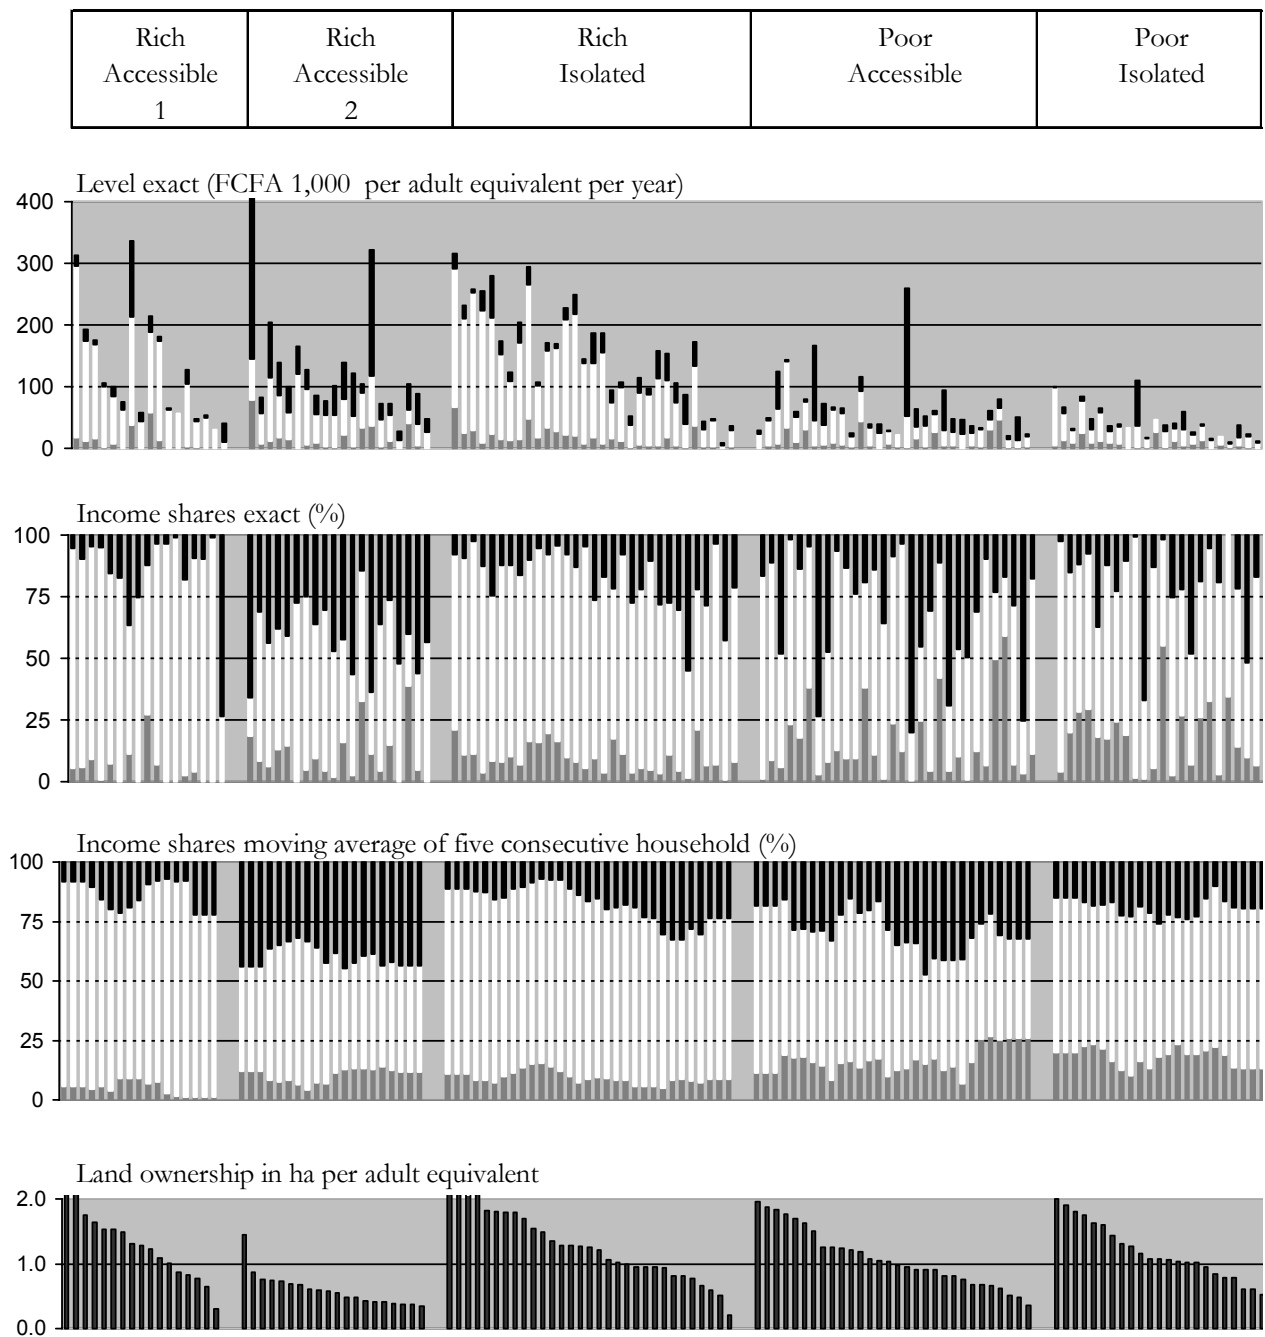 Rich Accessible 1
Rich Accessible 2
Rich Isolated
Poor Accessible
Poor Isolated
Level exact (FCFA 1,000 per adult equivalent per year)
400
300
200
100
0
Income shares exact (%)
100
75
50
25
0
Income shares moving average of five consecutive household (%)
100
75
50
25
0
Land ownership in ha per adult equivalent
2.0
1.0
0.0